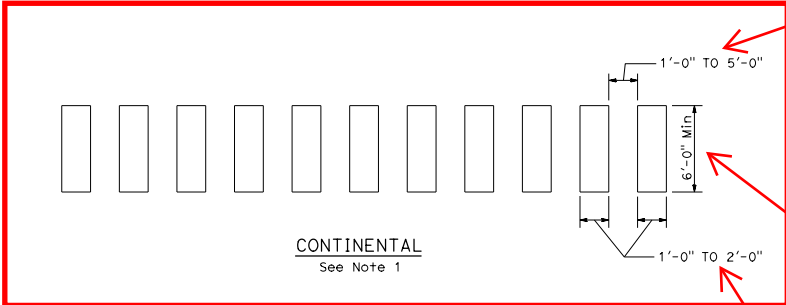 1'-0" TO 5'-0"
6'-0" Min
CONTINENTAL
See Note 1
1'-0" TO 2'-0"